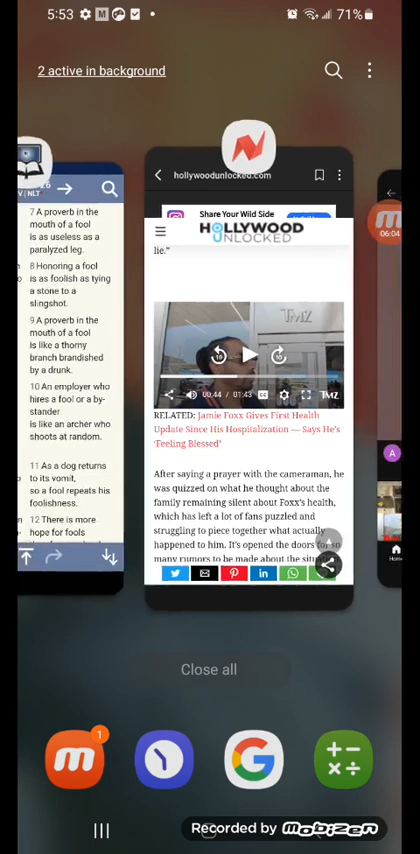 5:53
M
71%
2 active in background
26
V | NLT
7 A proverb in the
mouth of a fool
is as useless as a
paralyzed leg.
8 Honoring a fool
is as foolish as tying
a stone to a
slingshot.
9 A proverb in the
mouth of a fool
is like a thorny
branch brandished
by a drunk.
10 An employer who
hires a fool or a by-
stander
is like an archer who
shoots at random.
11 As a dog returns
to its vomit,
so a fool repeats his
foolishness.
12 There is more
hope for fools
N
hollywoodunlocked.com
Share Your Wild Side
HOLLYWOOD
UNLOCKED
lie.”
TMZ
10
10
00:44 / 01:43
CC
TMZ
RELATED: Jamie Foxx Gives First Health
Update Since His Hospitalization — Says He’s
‘Feeling Blessed’
After saying a prayer with the cameraman, he
was quizzed on what he thought about the
family remaining silent about Foxx’s health,
which has left a lot of fans puzzled and
struggling to piece together what actually
happened to him. It’s opened the doors for so
many rumors to be made about the situation
m
06:04
A
Home
Close all
m
1
G
Recorded by mobizen